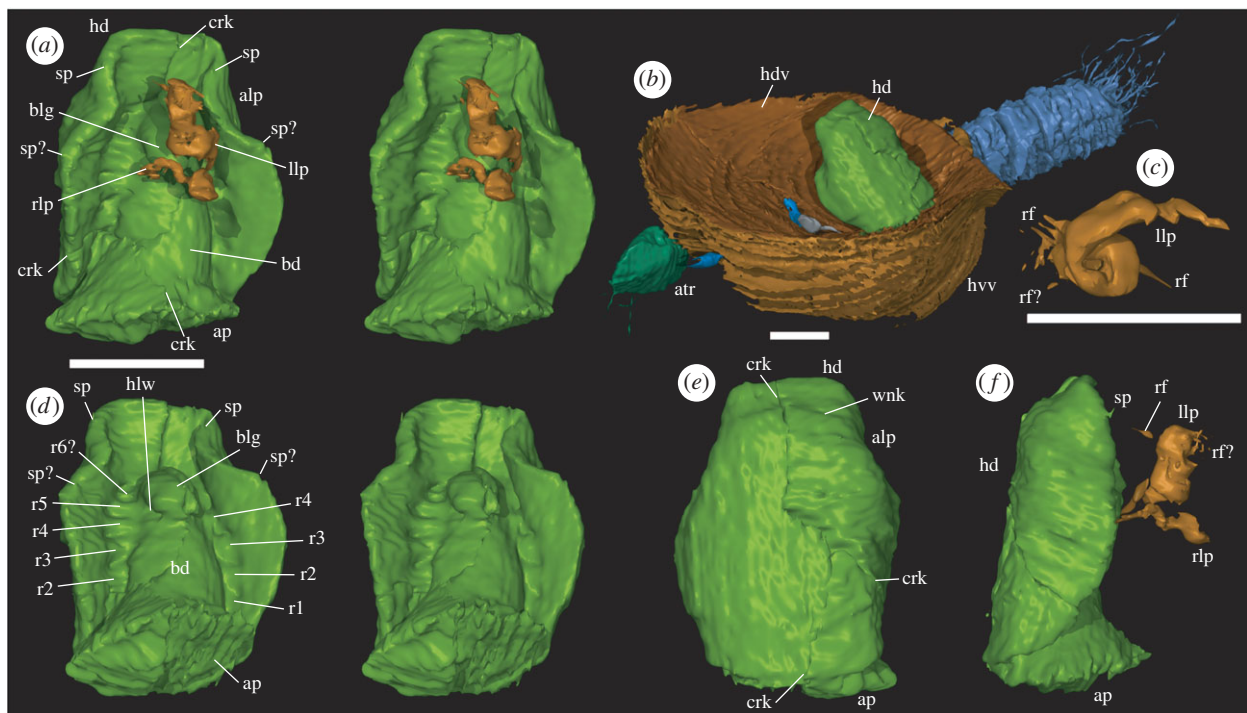 (a)
hd
crk
sp
sp
alp
blg
sp?
sp?
llp
rlp
bd
crk
crk
ap
(b)
hdv
hd
atr
hvv
(c)
rf
llp
rf
rf?
(d)
sp
hlw
sp
r6?
blg
sp?
sp?
r5
r4
r4
r3
r3
r2
r2
bd
r1
ap
(e)
crk
hd
wnk
alp
crk
crk
ap
(f)
sp
rf
llp
rf?
hd
rlp
ap